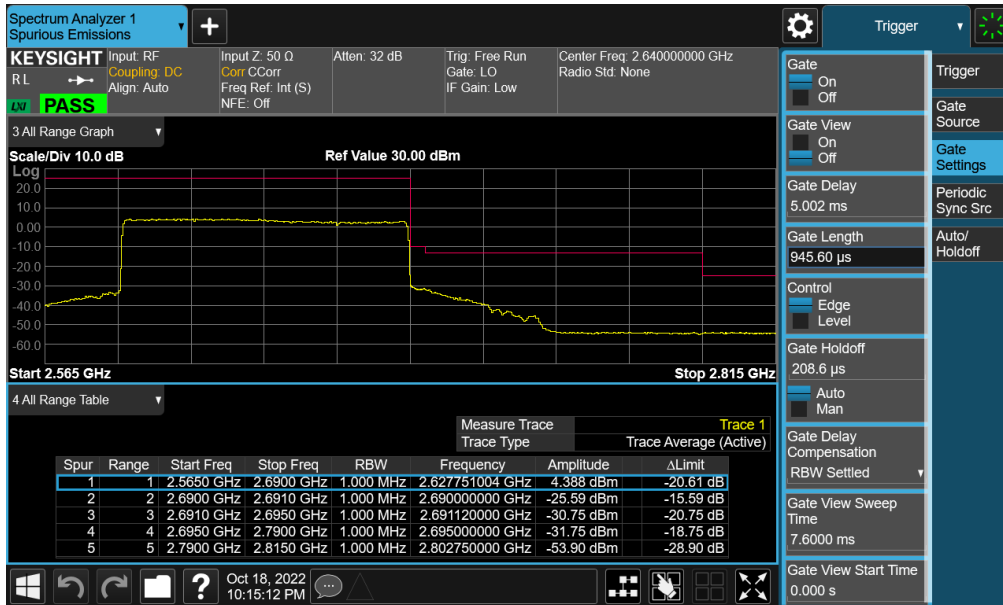 Spectrum Analyzer 1
Spurious Emissions
+
Trigger
KEYSIGHT
R L
LXI PASS
Input: RF
Coupling: DC
Align: Auto
Input Z: 50 Ω
Corr CCorr
Freq Ref: Int (S)
NFE: Off
Atten: 32 dB
Trig: Free Run
Gate: LO
IF Gain: Low
Center Freq: 2.640000000 GHz
Radio Std: None
3 All Range Graph
Scale/Div 10.0 dB
Ref Value 30.00 dBm
Log
20.0
10.0
0.00
-10.0
-20.0
-30.0
-40.0
-50.0
-60.0
Start 2.565 GHz
Stop 2.815 GHz
4 All Range Table
Measure Trace Trace 1
Trace Type Trace Average (Active)
Spur Range Start Freq Stop Freq RBW Frequency Amplitude ΔLimit
1 1 2.5650 GHz 2.6900 GHz 1.000 MHz 2.627751004 GHz 4.388 dBm -20.61 dB
2 2 2.6900 GHz 2.6910 GHz 1.000 MHz 2.690000000 GHz -25.59 dBm -15.59 dB
3 3 2.6910 GHz 2.6950 GHz 1.000 MHz 2.691120000 GHz -30.75 dBm -20.75 dB
4 4 2.6950 GHz 2.7900 GHz 1.000 MHz 2.695000000 GHz -31.75 dBm -18.75 dB
5 5 2.7900 GHz 2.8150 GHz 1.000 MHz 2.802750000 GHz -53.90 dBm -28.90 dB
?
Oct 18, 2022
10:15:12 PM
Gate
On
Off
Gate View
On
Off
Gate Delay
5.002 ms
Gate Length
945.60 µs
Control
Edge
Level
Gate Holdoff
208.6 µs
Auto
Man
Gate Delay
Compensation
RBW Settled
Gate View Sweep
Time
7.6000 ms
Gate View Start Time
0.000 s
Trigger
Gate
Source
Gate
Settings
Periodic
Sync Src
Auto/
Holdoff